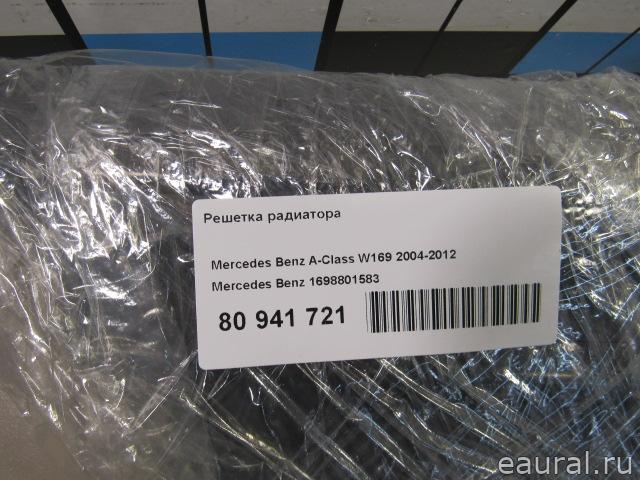 Решетка радиатора
Mercedes Benz A-Class W169 2004-2012
Mercedes Benz 1698801583
80 941 721
eaural.ru